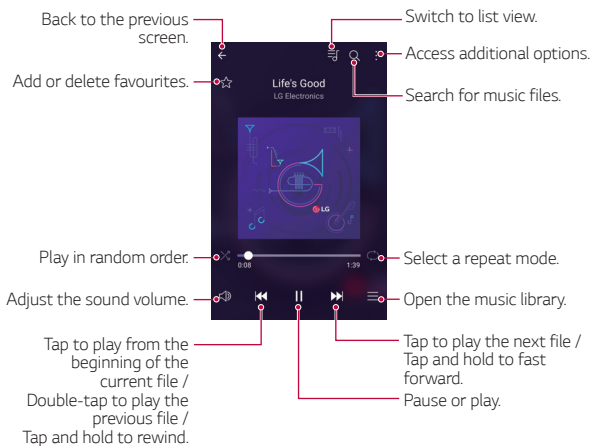 Back to the previous
screen.
Switch to list view.
Access additional options.
Add or delete favourites.
Search for music files.
Life's Good
LG Electronics
LG
Play in random order.
0:08
1:39
Select a repeat mode.
Adjust the sound volume.
Open the music library.
Tap to play from the
beginning of the
current file /
Double-tap to play the
previous file /
Tap and hold to rewind.
Tap to play the next file /
Tap and hold to fast
forward.
Pause or play.